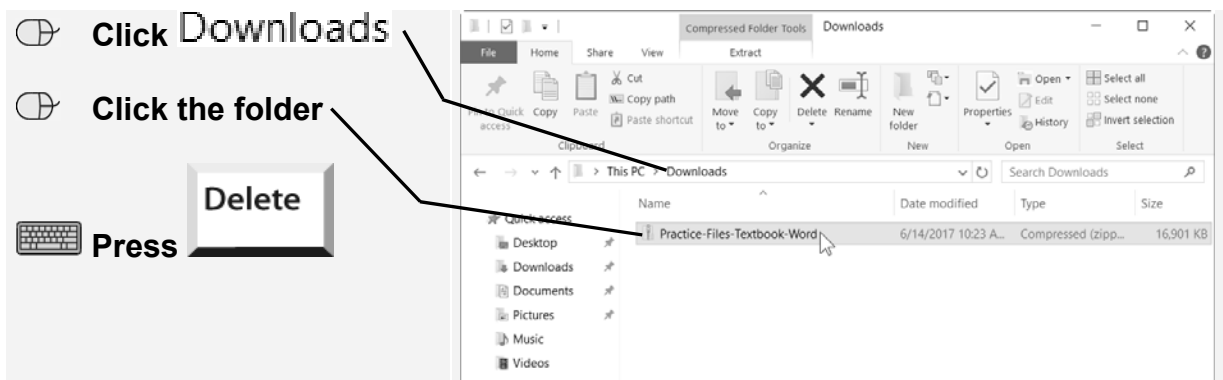 Click Downloads
Click the folder
Delete
Press
Compressed Folder Tools Downloads
File Home Share View Extract
Cut
Copy path
Paste shortcut
Quick access
Copy
Paste
Move to
Copy to
Delete
Rename
New folder
Properties
Open
Edit
History
Select all
Select none
Invert selection
Clipboard Organize New Open Select
This PC > Downloads Search Downloads
Name Date modified Type Size
Quick access
Practice-Files-Textbook-Word 6/14/2017 10:23 A... Compressed (zipp... 16,901 KB
Desktop
Downloads
Documents
Pictures
Music
Videos